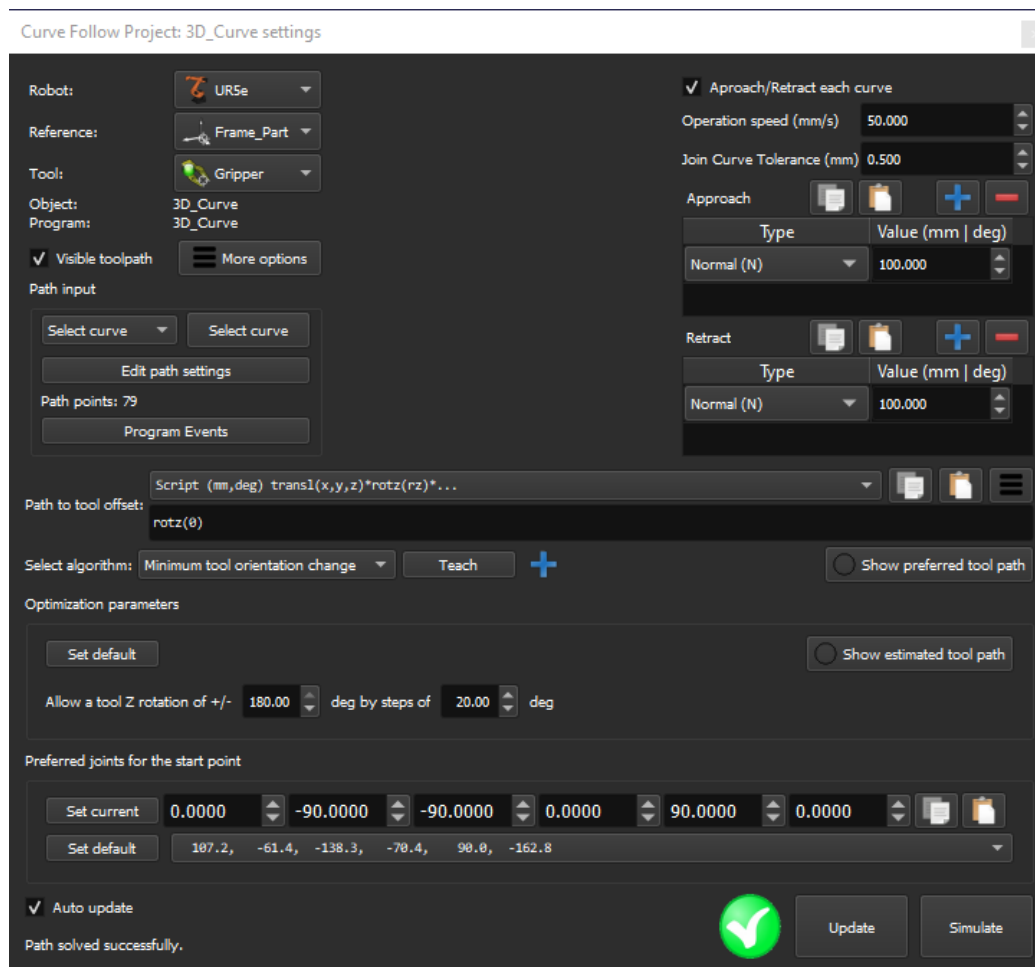 Curve Follow Project: 3D_Curve settings
Robot: UR5e
Reference: Frame_Part
Tool: Gripper
Object: 3D_Curve
Program: 3D_Curve
Visible toolpath More options
Path input
Select curve Select curve
Edit path settings
Path points: 79
Program Events
Aproach/Retract each curve
Operation speed (mm/s) 50.000
Join Curve Tolerance (mm) 0.500
Approach
Type Value (mm | deg)
Normal (N) 100.000
Retract
Type Value (mm | deg)
Normal (N) 100.000
Script (mm,deg) transl(x,y,z)*rotz(rz)*...
Path to tool offset:
rotz(0)
Select algorithm: Minimum tool orientation change Teach Show preferred tool path
Optimization parameters
Set default Show estimated tool path
Allow a tool Z rotation of +/- 180.00 deg by steps of 20.00 deg
Preferred joints for the start point
Set current 0.0000 -90.0000 -90.0000 0.0000 90.0000 0.0000
Set default 107.2, -61.4, -138.3, -70.4, 90.0, -162.8
Auto update
Path solved successfully.
Update Simulate